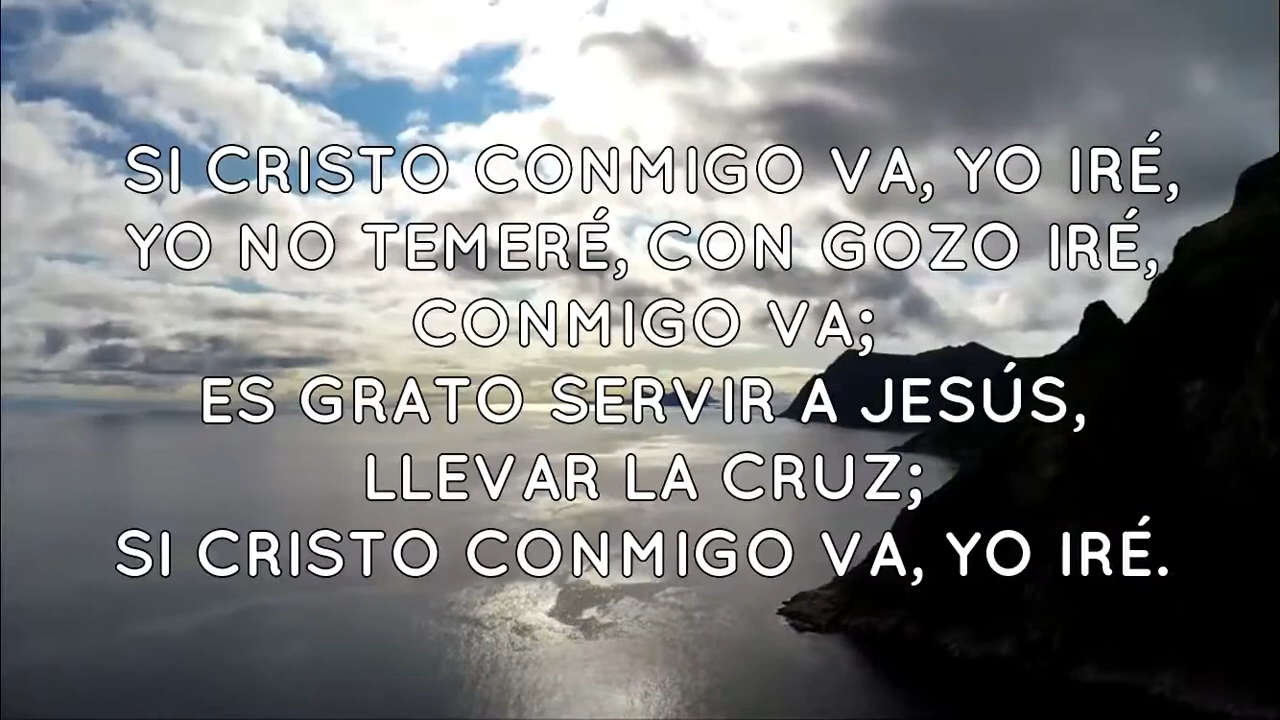 SI CRISTO CONMIGO VA, YO IRÉ,
YO NO TEMERÉ, CON GOZO IRÉ,
CONMIGO VA;
ES GRATO SERVIR A JESÚS,
LLEVAR LA CRUZ;
SI CRISTO CONMIGO VA, YO IRÉ.